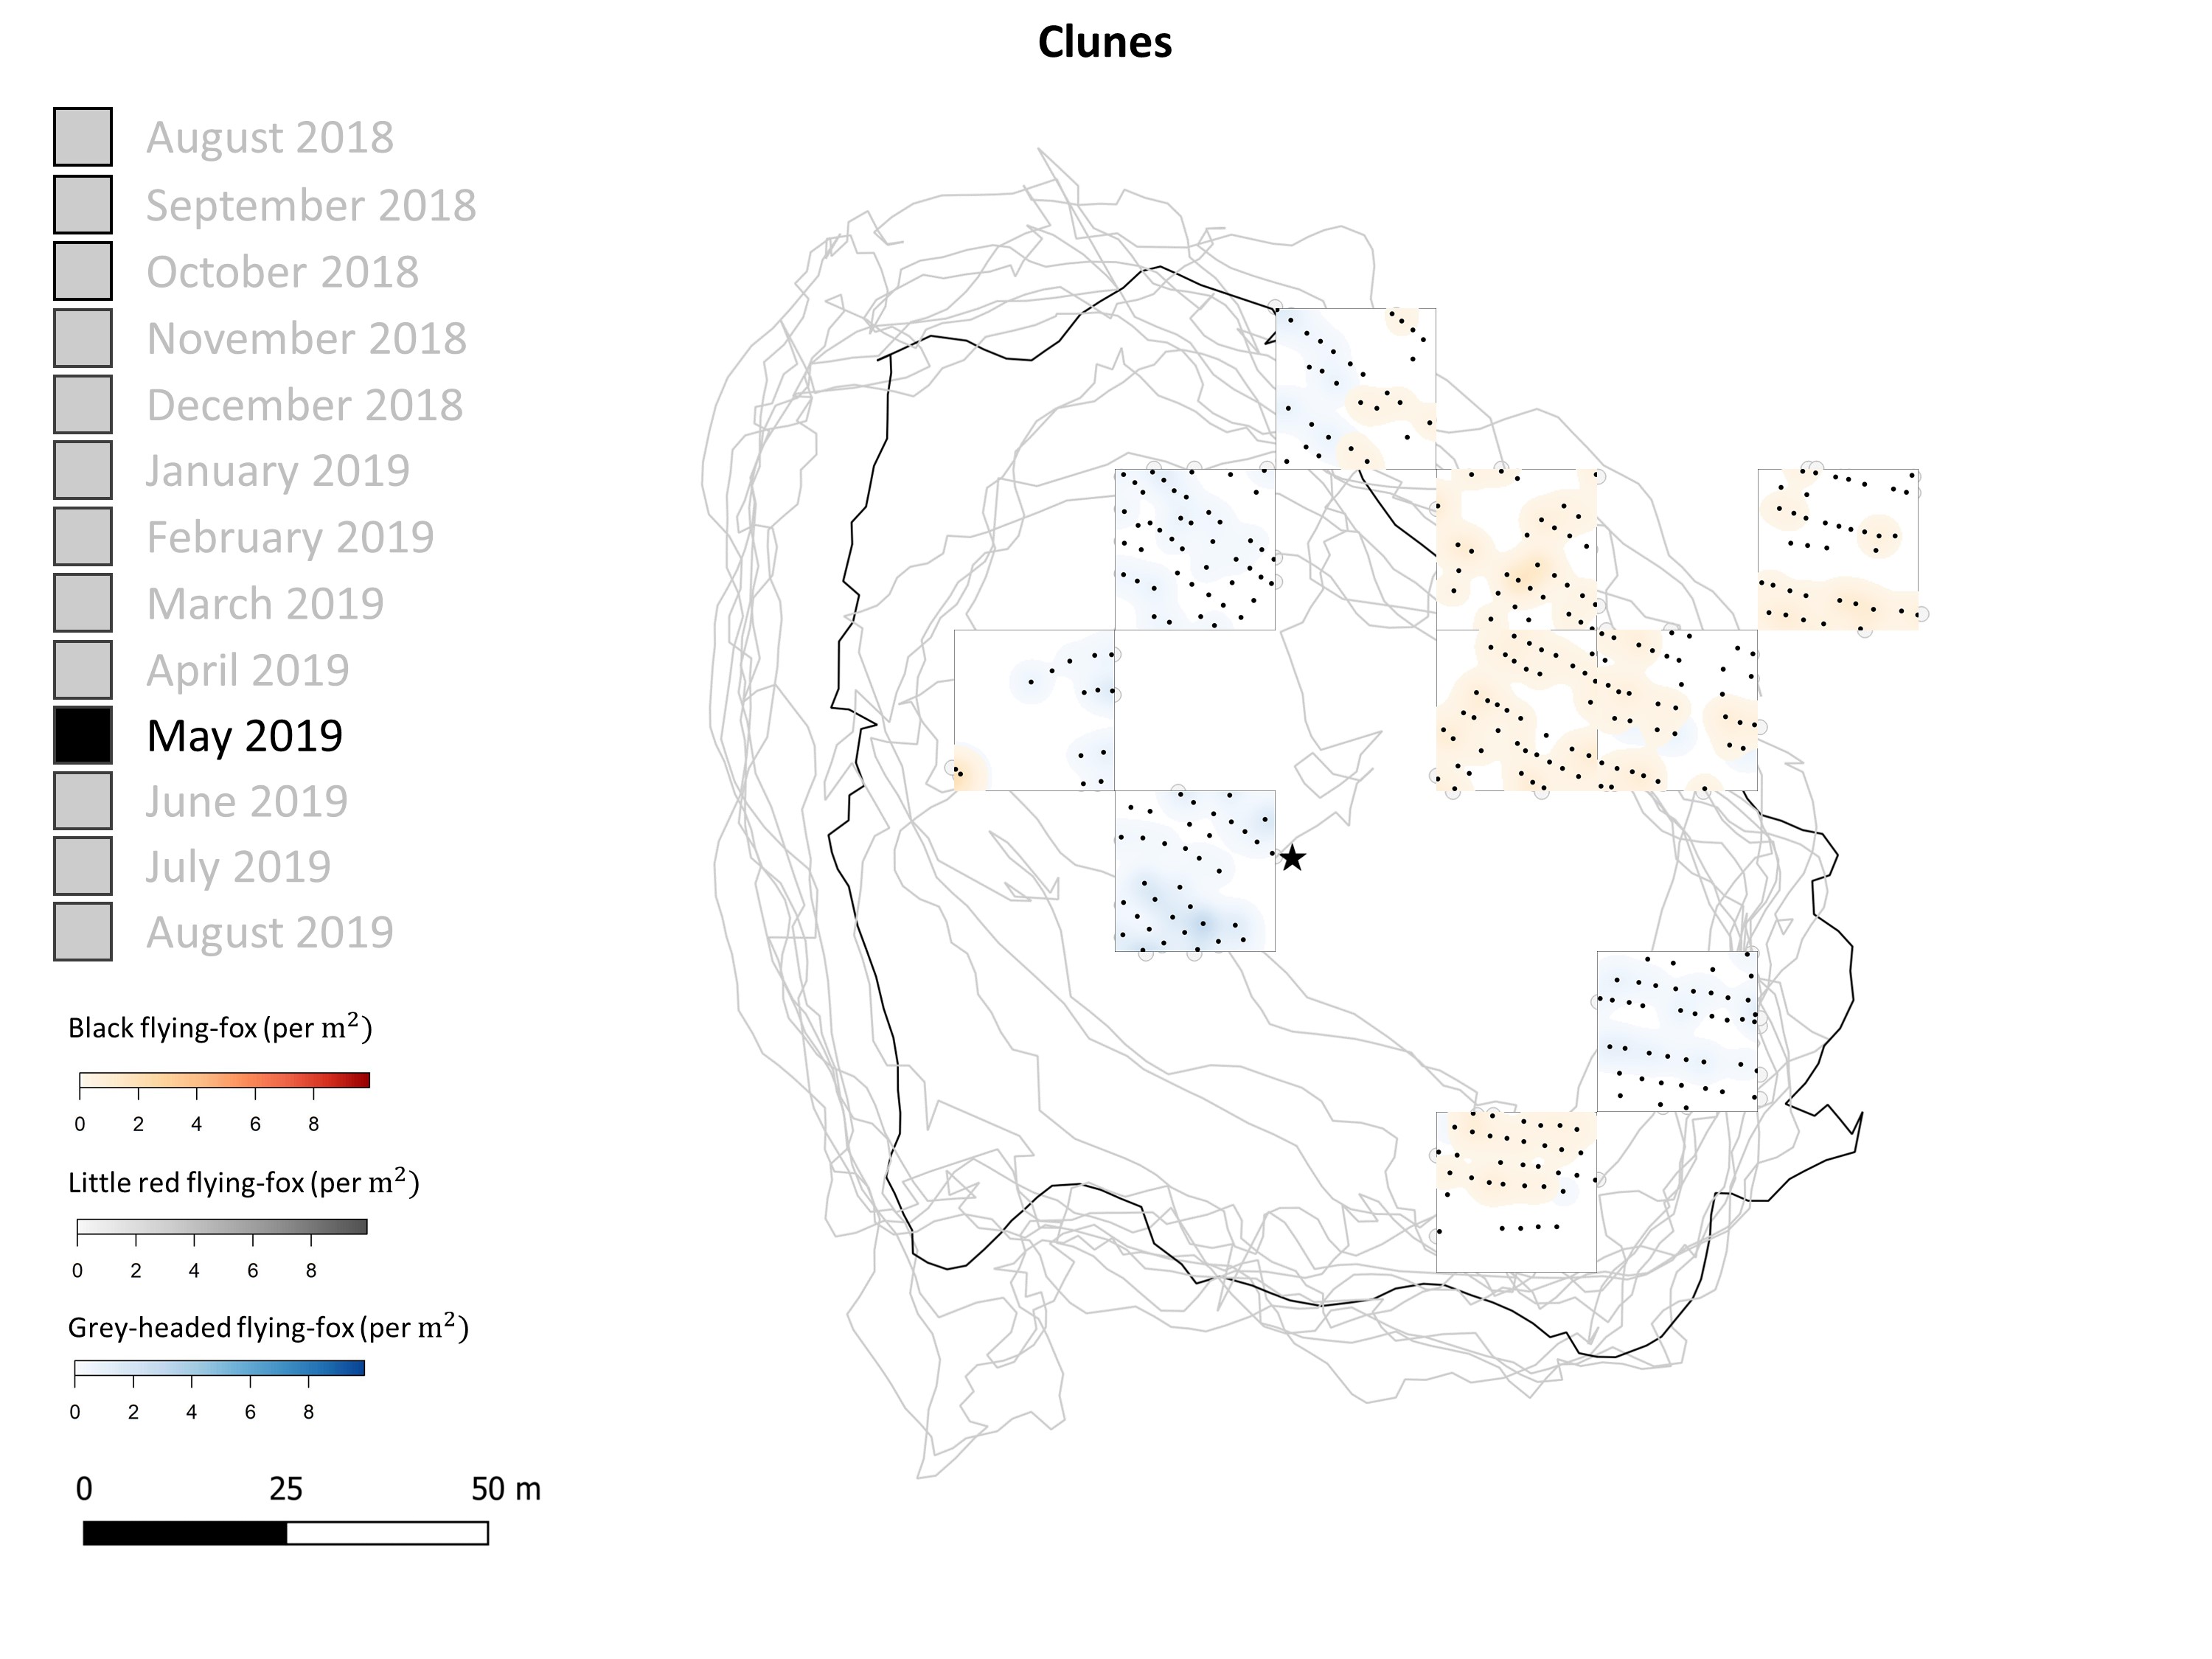 Clunes
August 2018
September 2018
October 2018
November 2018
December 2018
January 2019
February 2019
March 2019
April 2019
May 2019
June 2019
July 2019
August 2019
Black flying-fox (per m²)
0 2 4 6 8
Little red flying-fox (per m²)
0 2 4 6 8
Grey-headed flying-fox (per m²)
0 2 4 6 8
0 25 50 m